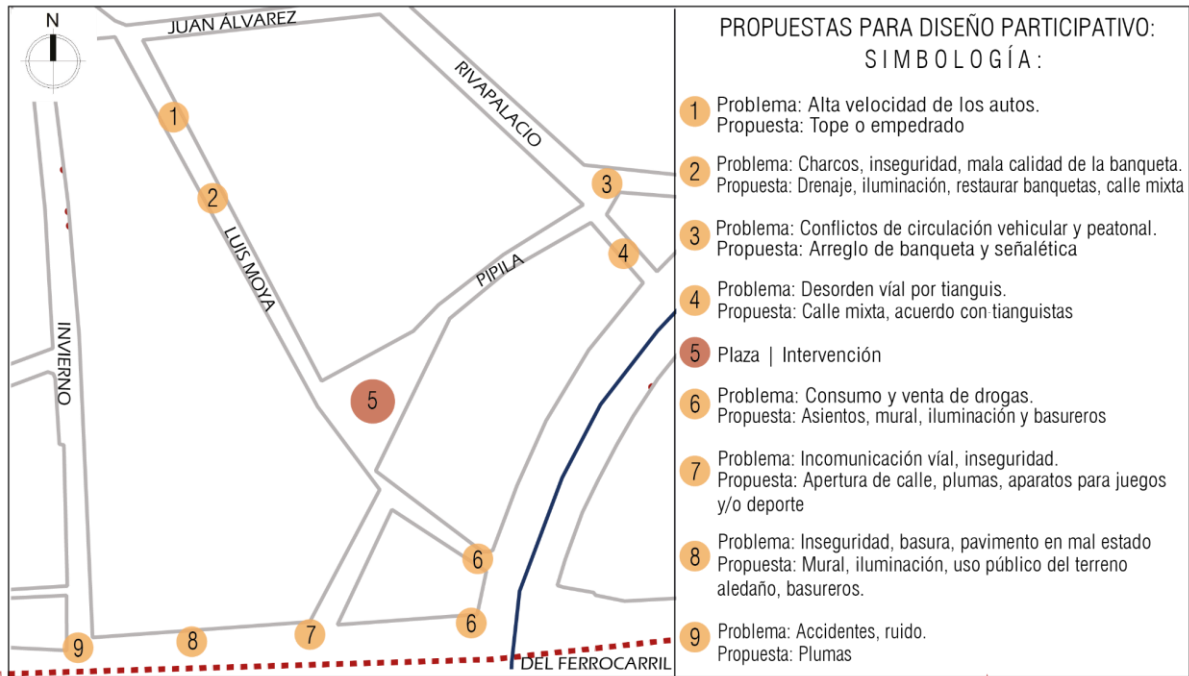 N
JUAN ÁLVAREZ
RIVAPALACIO
1
2
3
LUIS MOYA
PIPILA
4
INVIERNO
5
6
6
7
8
9
DEL FERROCARRIL
PROPUESTAS PARA DISEÑO PARTICIPATIVO:
SIMBOLOGÍA:
1 Problema: Alta velocidad de los autos.
Propuesta: Tope o empedrado
2 Problema: Charcos, inseguridad, mala calidad de la banqueta.
Propuesta: Drenaje, iluminación, restaurar banquetas, calle mixta
3 Problema: Conflictos de circulación vehicular y peatonal.
Propuesta: Arreglo de banqueta y señalética
4 Problema: Desorden víal por tianguis.
Propuesta: Calle mixta, acuerdo con tianguistas
5 Plaza | Intervención
6 Problema: Consumo y venta de drogas.
Propuesta: Asientos, mural, iluminación y basureros
7 Problema: Incomunicación víal, inseguridad.
Propuesta: Apertura de calle, plumas, aparatos para juegos
y/o deporte
8 Problema: Inseguridad, basura, pavimento en mal estado
Propuesta: Mural, iluminación, uso público del terreno
aledaño, basureros.
9 Problema: Accidentes, ruido.
Propuesta: Plumas